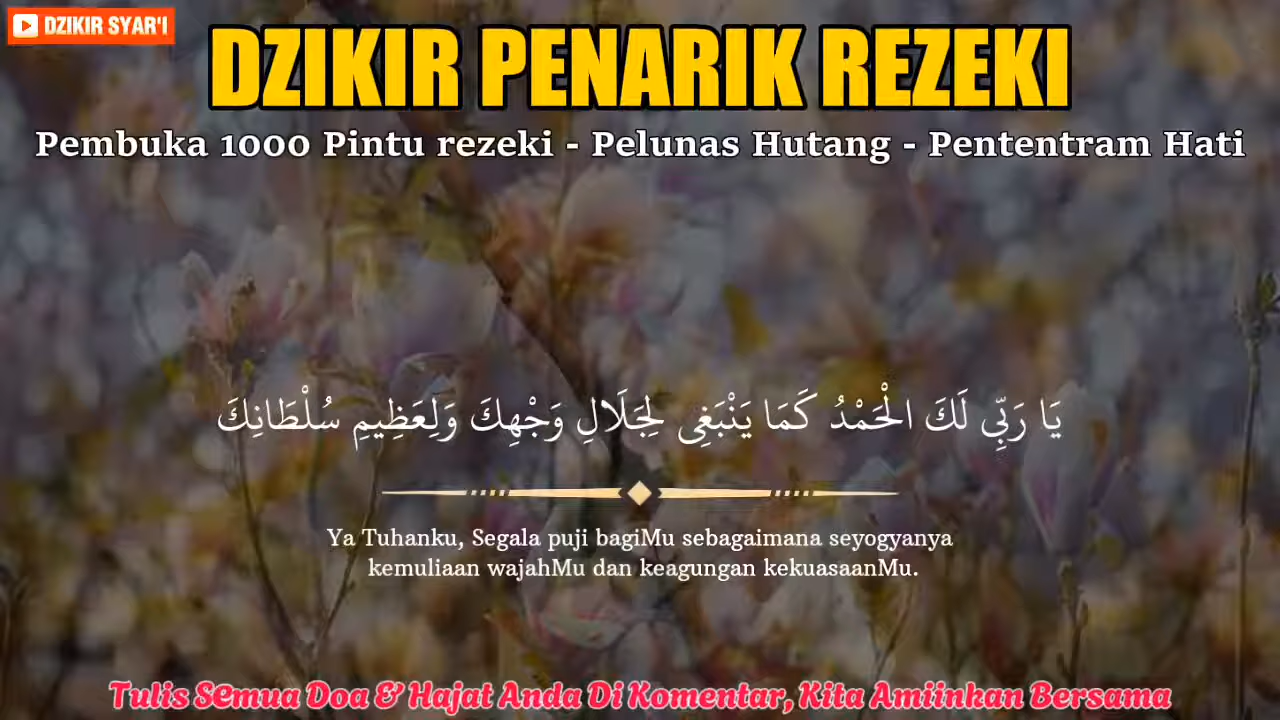 DZIKIR SYAR'I
DZIKIR PENARIK REZEKI
Pembuka 1000 Pintu rezeki - Pelunas Hutang - Pententram Hati
يَا رَبِّي لَكَ الْحَمْدُ كَمَا يَنْبَغِى لِجَلَالِ وَجْهِكَ وَلِعَظِيمِ سُلْطَانِكَ
Ya Tuhanku, Segala puji bagiMu sebagaimana seyogyanya
kemuliaan wajahMu dan keagungan kekuasaanMu.
Tulis Semua Doa & Hajat Anda Di Komentar, Kita Amiinkan Bersama